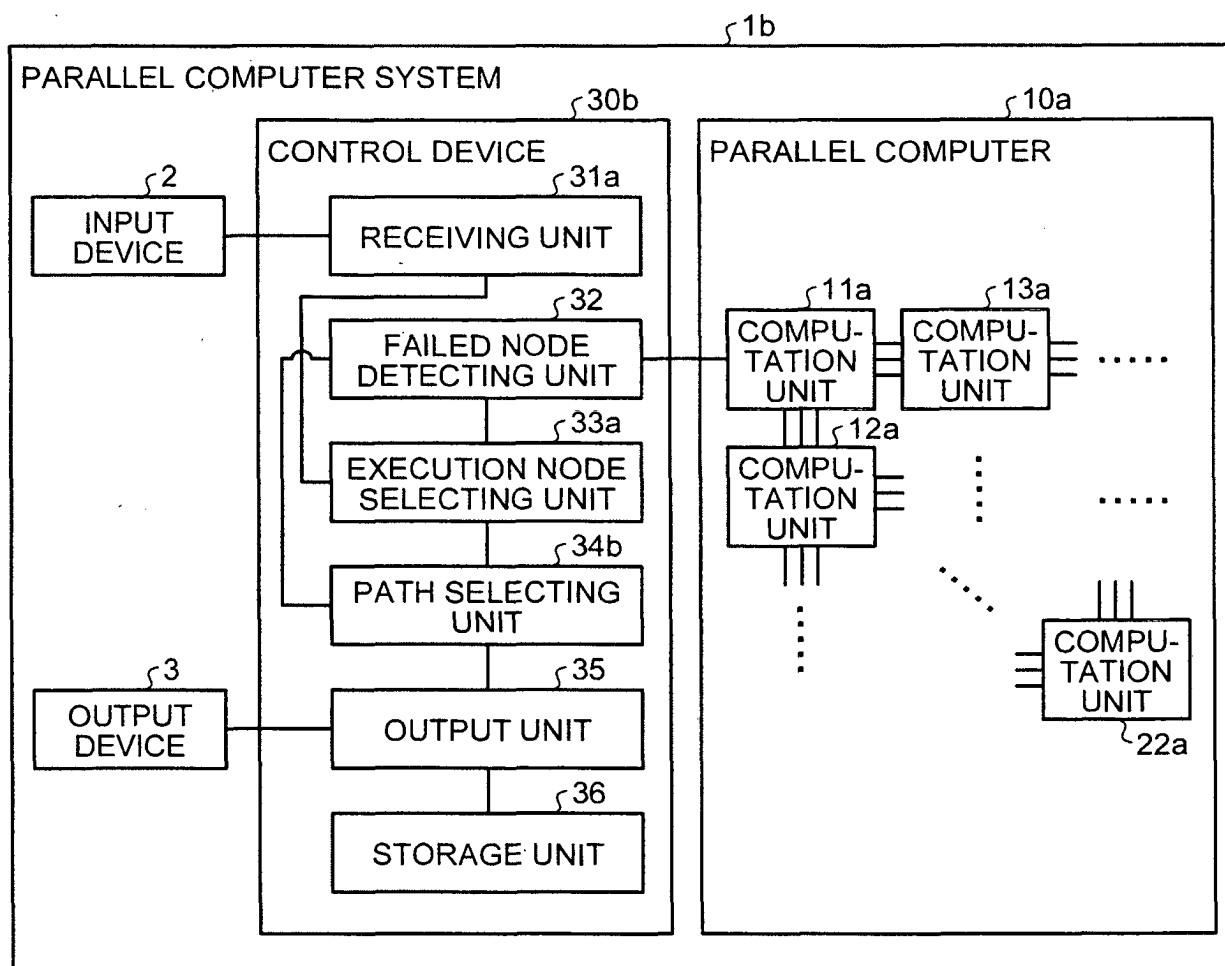 1b
PARALLEL COMPUTER SYSTEM
30b
CONTROL DEVICE
2
INPUT
DEVICE
31a
RECEIVING UNIT
32
FAILED NODE
DETECTING UNIT
33a
EXECUTION NODE
SELECTING UNIT
34b
PATH SELECTING
UNIT
3
OUTPUT
DEVICE
35
OUTPUT UNIT
36
STORAGE UNIT
10a
PARALLEL COMPUTER
11a
COMPU-
TATION
UNIT
13a
COMPU-
TATION
UNIT
12a
COMPU-
TATION
UNIT
COMPU-
TATION
UNIT
22a